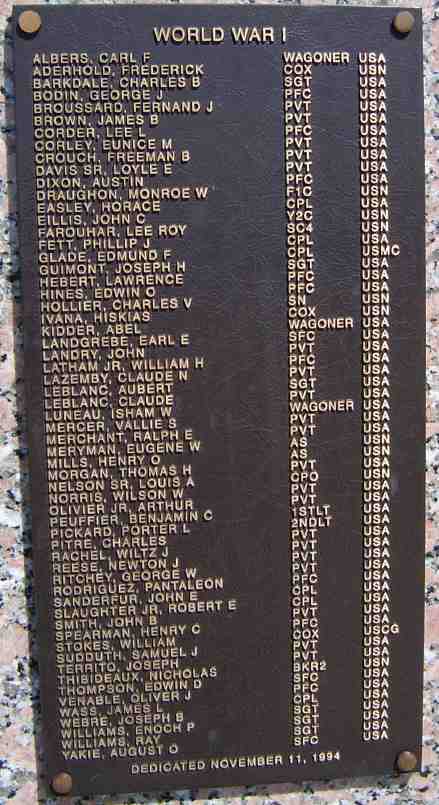 WORLD WAR I
ALBERS, CARL F WAGONER USA
ADERHOLD, FREDERICK COX USN
BARKDALE, CHARLES B SGT USA
BODIN, GEORGE J PFC USA
BROUSSARD, FERNAND J PVT USA
BROWN, JAMES B PVT USA
CORDER, LEE L PFC USA
CORLEY, EUNICE M PVT USA
CROUCH, FREEMAN B PVT USA
DAVIS SR, LOYLE E PVT USA
DIXON, AUSTIN PFC USA
DRAUGHON, MONROE W F1C USN
EASLEY, HORACE CPL USA
EILLIS, JOHN C Y2C USN
FAROUHAR, LEE ROY SC4 USN
FETT, PHILLIP J CPL USA
GLADE, EDMUND F CPL USMC
GUIMONT, JOSEPH H SGT USA
HEBERT, LAWRENCE PFC USA
HINES, EDWIN O PFC USA
HOLLIER, CHARLES V SN USN
IVANA, HISKIAS COX USN
KIDDER, ABEL WAGONER USA
LANDGREBE, EARL E SFC USA
LANDRY, JOHN PVT USA
LATHAM JR, WILLIAM H PFC USA
LAZEMBY, CLAUDE N PVT USA
LEBLANC, AUBERT SGT USA
LEBLANC, CLAUDE PVT USA
LUNEAU, ISHAM W WAGONER USA
MERCER, VALLIE S PVT USA
MERCHANT, RALPH E PVT USA
MERYMAN, EUGENE W AS USN
MILLS, HENRY O AS USN
MORGAN, THOMAS H PVT USA
NELSON SR, LOUIS A CPO USN
NORRIS, WILSON W PVT USA
OLIVIER JR, ARTHUR PVT USA
PEUFFIER, BENJAMIN C 1STLT USA
PICKARD, PORTER L 2NDLT USA
PITRE, CHARLES PVT USA
RACHEL, WILTZ J PVT USA
REESE, NEWTON J PVT USA
RITCHEY, GEORGE W PVT USA
RODRIGUEZ, PANTALEON PFC USA
SANDERFUR, JOHN E CPL USA
SLAUGHTER JR, ROBERT E CPL USA
SMITH, JOHN B PVT USA
SPEARMAN, HENRY C PFC USA
STOKES, WILLIAM COX USCG
SUDDUTH, SAMUEL J PVT USA
TERRITO, JOSEPH PVT USA
THIBIDEAUX, NICHOLAS BKR2 USN
THOMPSON, EDWIN D SFC USA
VENABLE, OLIVER J PFC USA
WASS, JAMES L CPL USA
WEBRE, JOSEPH B SGT USA
WILLIAMS, ENOCH P SGT USA
WILLIAMS, RAY SGT USA
YAKIE, AUGUST O SFC USA
DEDICATED NOVEMBER 11, 1994